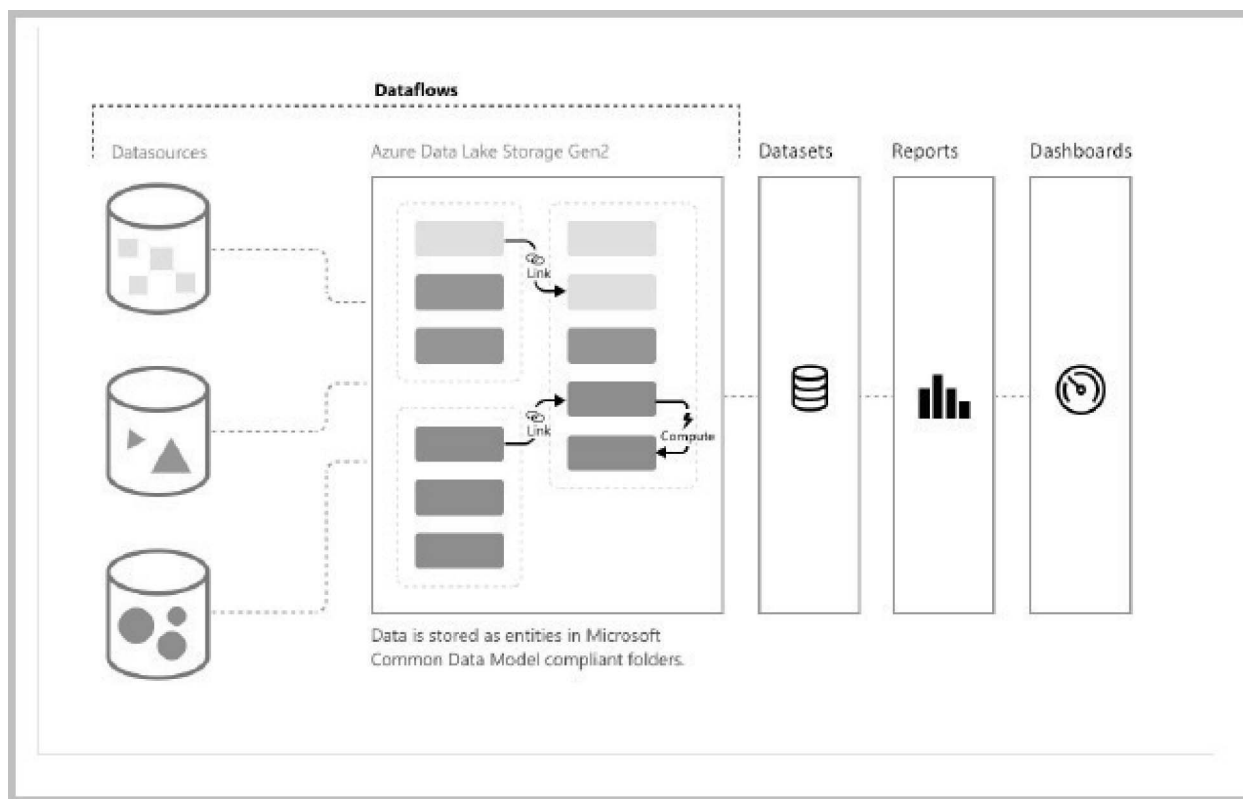 Dataflows
Datasources
Azure Data Lake Storage Gen2
Datasets
Reports
Dashboards
Link
Link
Compute
Data is stored as entities in Microsoft
Common Data Model compliant folders.